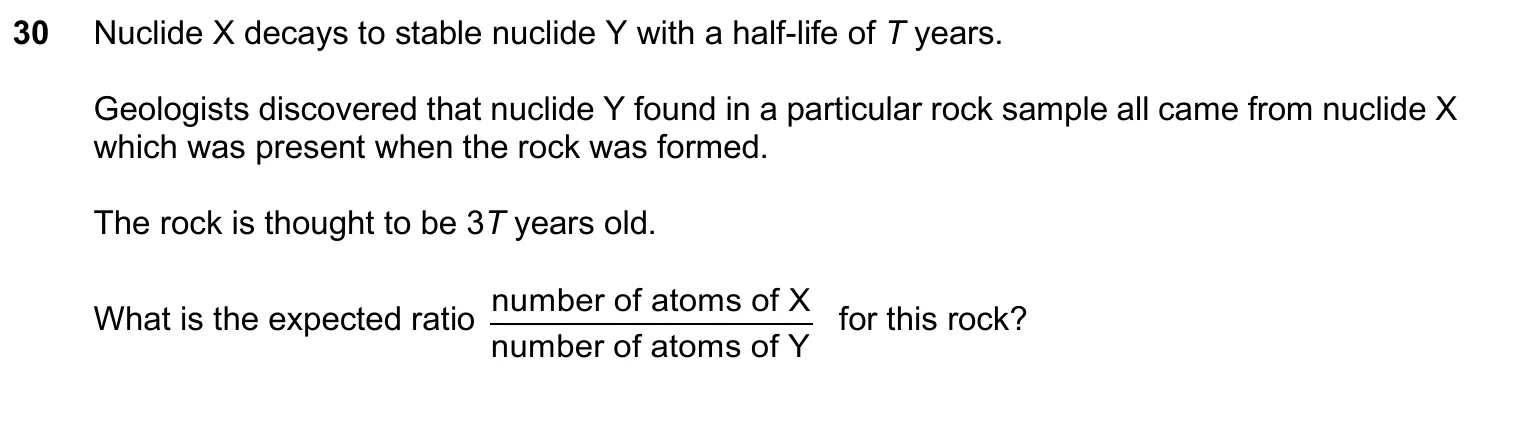 30 Nuclide X decays to stable nuclide Y with a half-life of T years.
Geologists discovered that nuclide Y found in a particular rock sample all came from nuclide X
which was present when the rock was formed.
The rock is thought to be 3T years old.
What is the expected ratio number of atoms of X / number of atoms of Y for this rock?